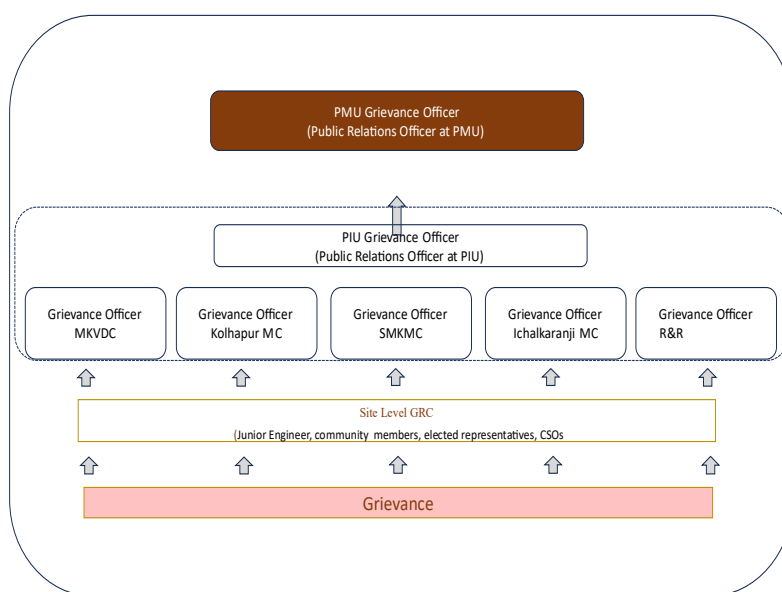 PMU Grievance Officer
(Public Relations Officer at PMU)
PIU Grievance Officer
(Public Relations Officer at PIU)
Grievance Officer
MKVDC
Grievance Officer
Kolhapur MC
Grievance Officer
SMKMC
Grievance Officer
Ichalkaranji MC
Grievance Officer
R&R
Site Level GRC
(Junior Engineer, community members, elected representatives, CSOs
Grievance